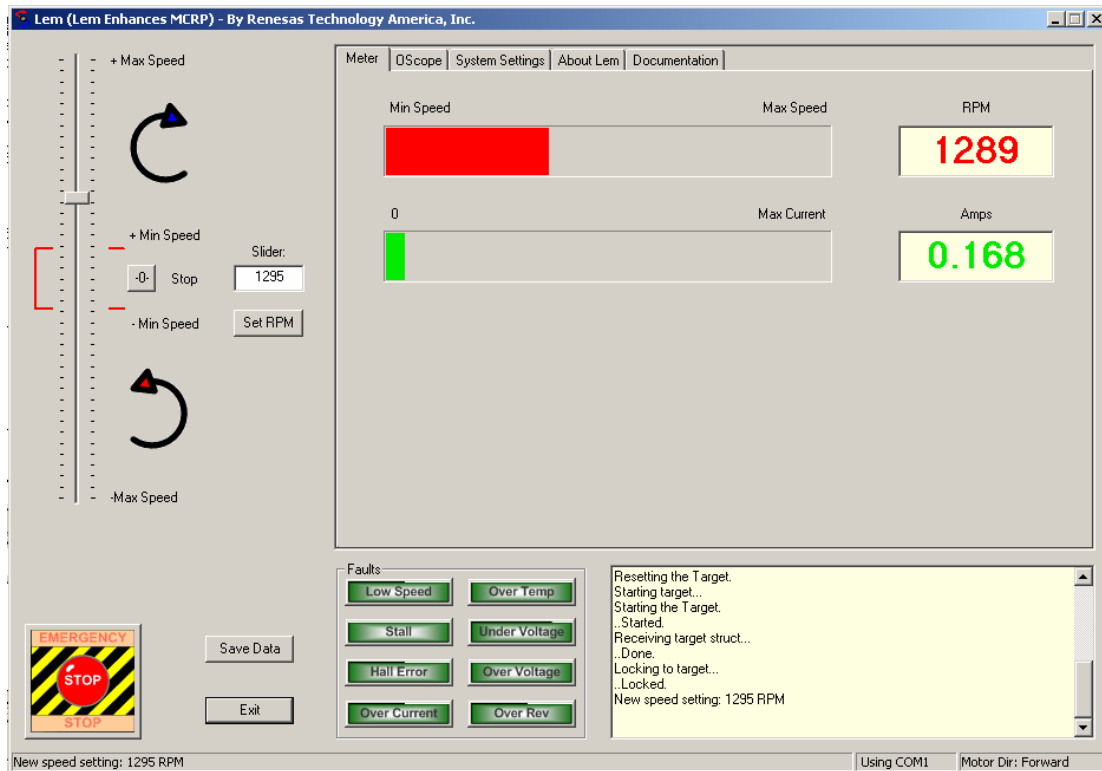 Lem (Lem Enhances MCRP) - By Renesas Technology America, Inc.
+ Max Speed
+ Min Speed
-0- Stop
Slider:
1295
- Min Speed
Set RPM
-Max Speed
Meter OScope System Settings About Lem Documentation
Min Speed Max Speed RPM
1289
0 Max Current Amps
0.168
Faults
Low Speed Over Temp
Stall Under Voltage
Hall Error Over Voltage
Over Current Over Rev
Resetting the Target.
Starting target...
Starting the Target.
..Started.
Receiving target struct...
..Done.
Locking to target...
..Locked.
New speed setting: 1295 RPM
EMERGENCY
STOP
STOP
Save Data
Exit
New speed setting: 1295 RPM Using COM1 Motor Dir: Forward